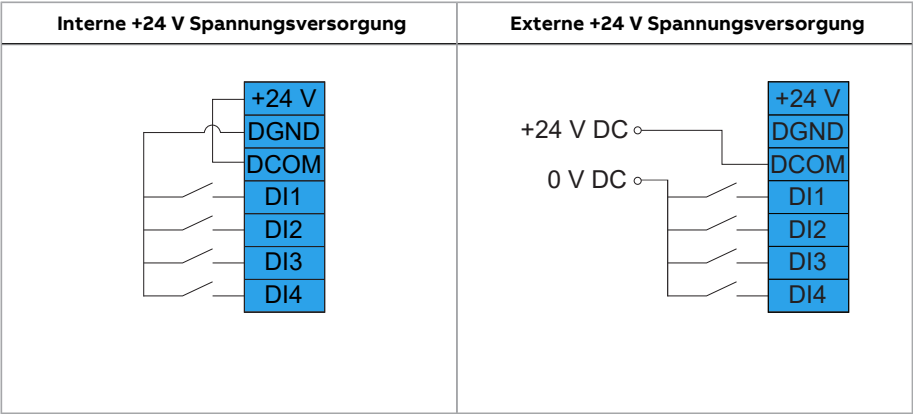 Interne +24 V Spannungsversorgung
Externe +24 V Spannungsversorgung
+24 V
DGND
DCOM
DI1
DI2
DI3
DI4
+24 V DC
0 V DC
+24 V
DGND
DCOM
DI1
DI2
DI3
DI4